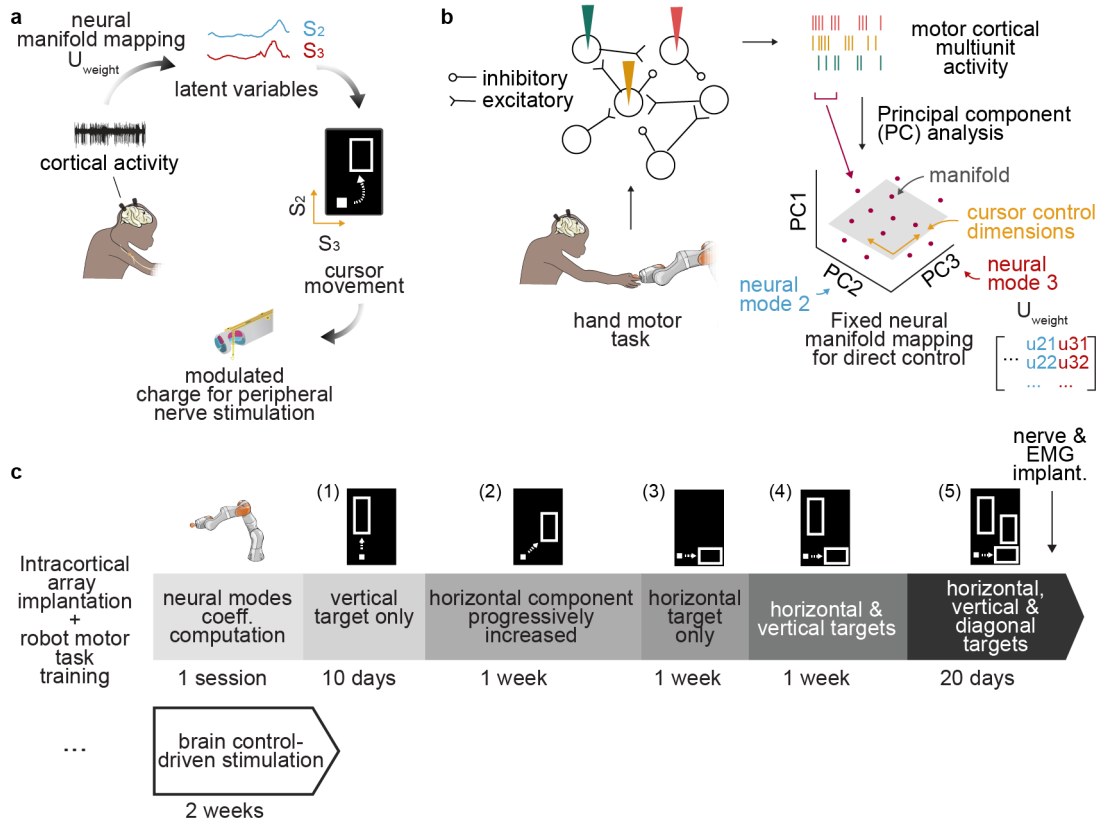 a
neural
manifold mapping
U weight
S2
S3
latent variables
cortical activity
S2
S3
cursor
movement
modulated
charge for peripheral
nerve stimulation
b
inhibitory
excitatory
hand motor
task
motor cortical
multiunit
activity
Principal component
(PC) analysis
manifold
cursor control
dimensions
PC1
PC2
PC3
neural
mode 2
neural
mode 3
Fixed neural
manifold mapping
for direct control
U weight
... u21 u31
u22 u32
... ...
c
nerve &
EMG
implant.
(1)
(2)
(3)
(4)
(5)
Intracortical
array
implantation
+
robot motor
task
training
neural modes
coeff.
computation
vertical
target only
horizontal component
progressively
increased
horizontal
target
only
horizontal &
vertical targets
horizontal,
vertical &
diagonal
targets
1 session
10 days
1 week
1 week
1 week
20 days
...
brain control-
driven stimulation
2 weeks